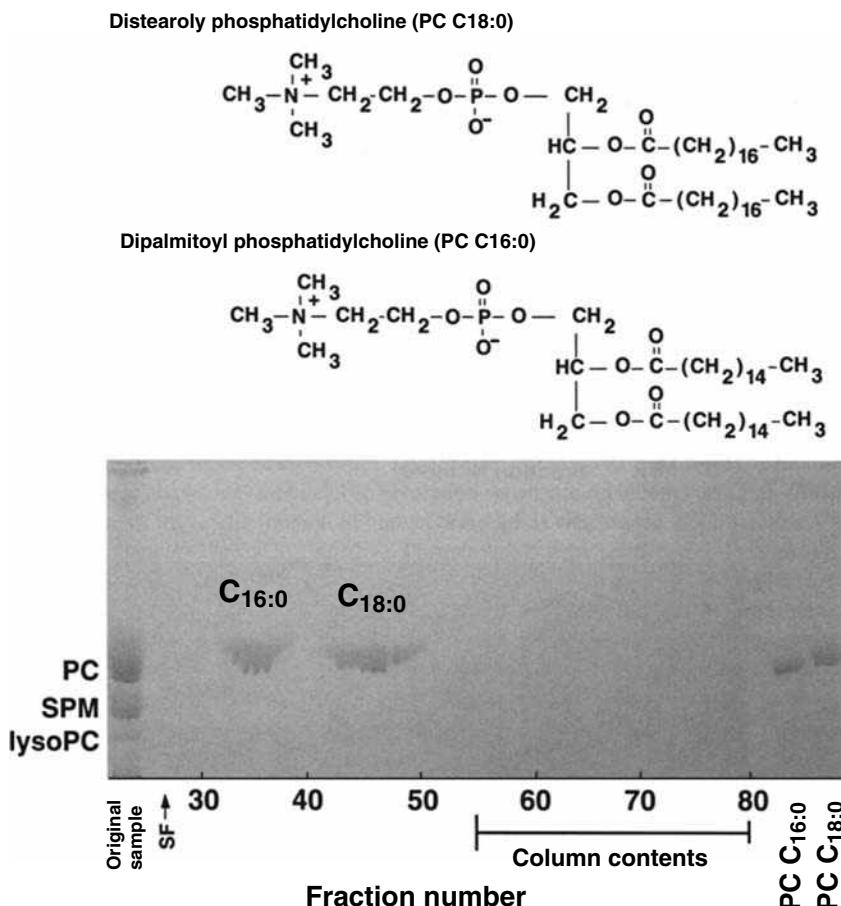 Distearoly phosphatidylcholine (PC C18:0)
CH3
CH3–N+–CH2–CH2–O–P–O–CH2
O
O−
CH3
HC–O–C–(CH2)16–CH3
O
H2C–O–C–(CH2)16–CH3
O
Dipalmitoyl phosphatidylcholine (PC C16:0)
CH3
CH3–N+–CH2-CH2–O–P–O–CH2
O
O−
CH3
HC–O–C–(CH2)14–CH3
O
H2C–O–C–(CH2)14–CH3
O
C16:0
C18:0
PC
SPM
lysoPC
Original sample
SF→
30
40
50
60
70
80
PC C16:0
PC C18:0
Column contents
Fraction number